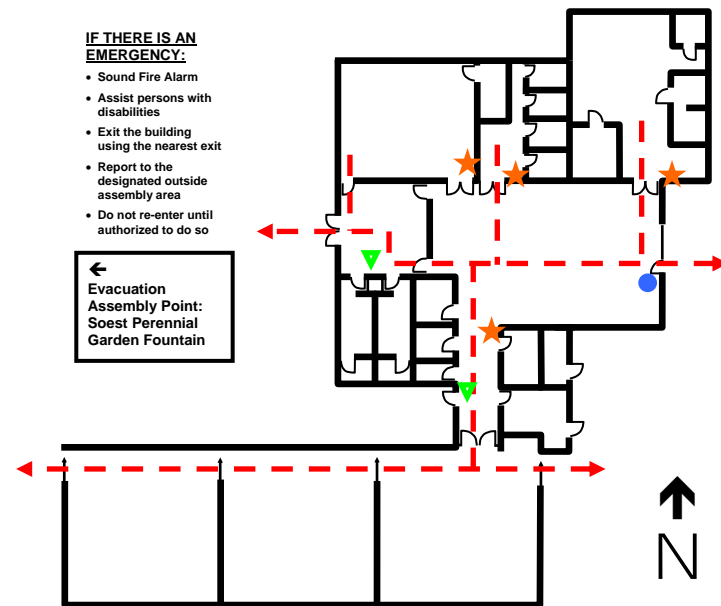 IF THERE IS AN
EMERGENCY:
• Sound Fire Alarm
• Assist persons with
disabilities
• Exit the building
using the nearest exit
• Report to the
designated outside
assembly area
• Do not re-enter until
authorized to do so
←
Evacuation
Assembly Point:
Soest Perennial
Garden Fountain
N